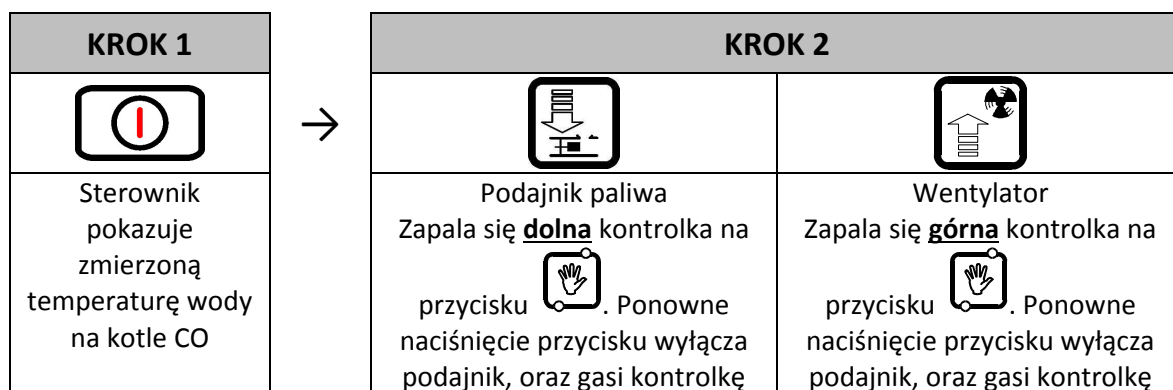 KROK 1
Sterownik
pokazuje
zmierzoną
temperaturę wody
na kotle CO
KROK 2
Podajnik paliwa
Zapala się dolna kontrolka na
przycisku . Ponowne
naciśnięcie przycisku wyłącza
podajnik, oraz gasi kontrolkę
Wentylator
Zapala się górna kontrolka na
przycisku . Ponowne
naciśnięcie przycisku wyłącza
podajnik, oraz gasi kontrolkę